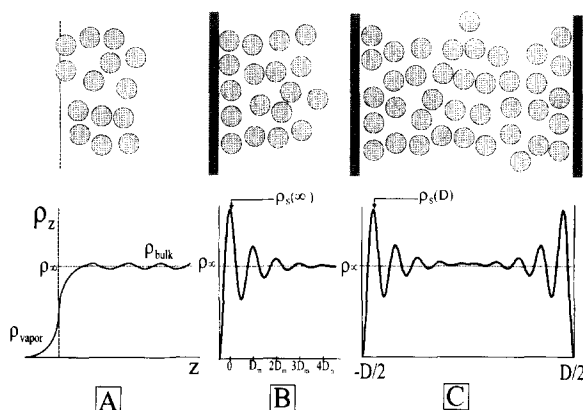 ρz
ρ∞
ρbulk
ρvapor
z
A
ρs(∞)
ρ∞
0 Dm 2Dm 3Dm 4Dm
B
ρs(D)
ρ∞
-D/2 D/2
C